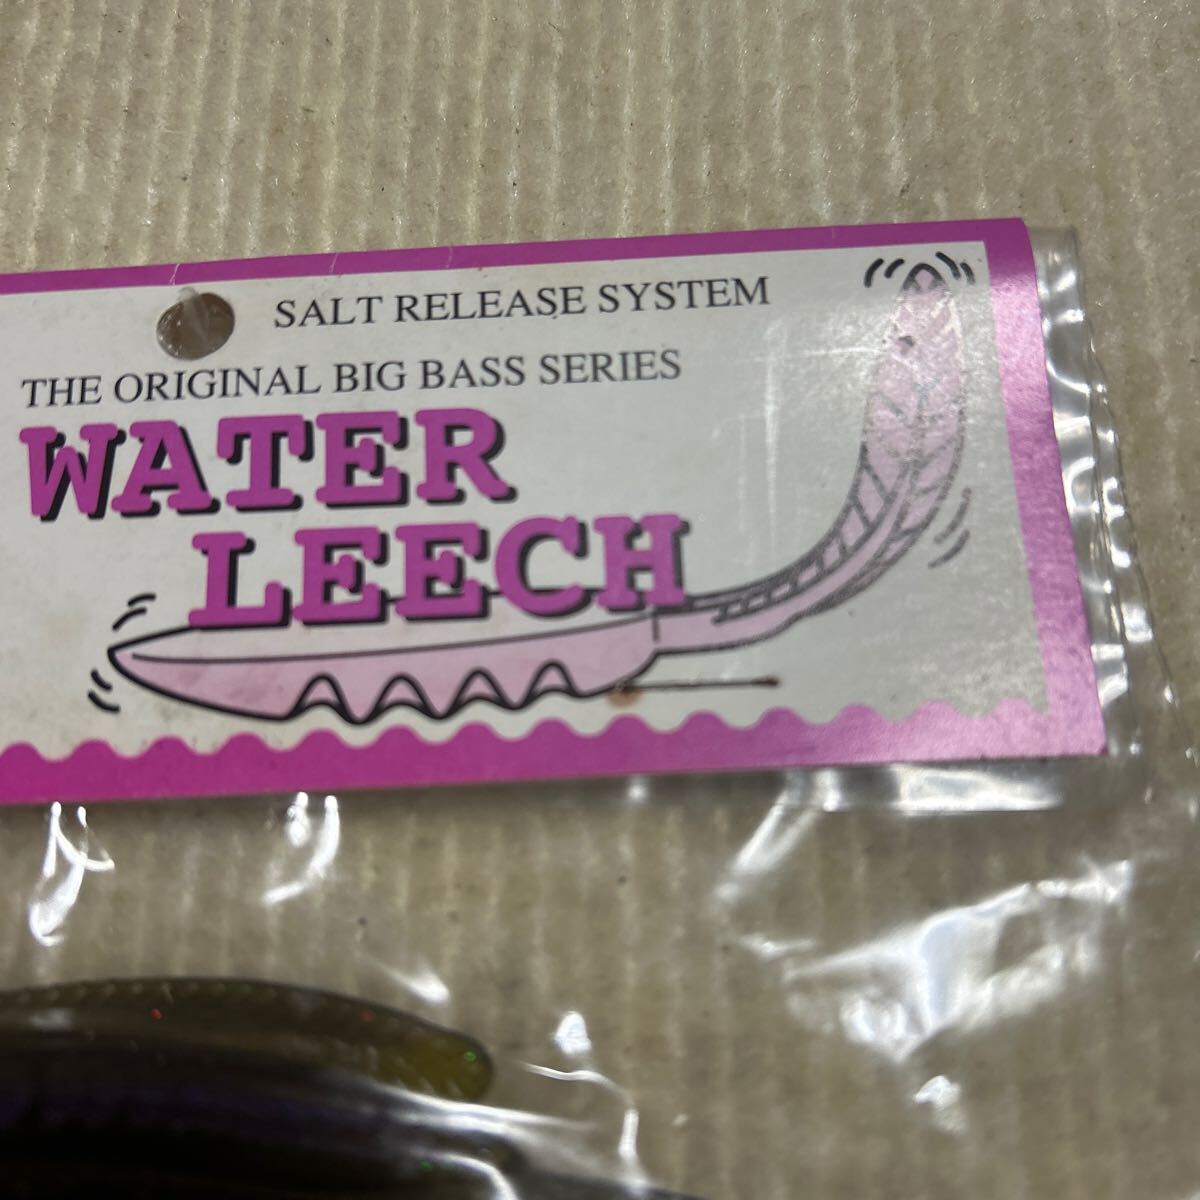 SALT RELEASE SYSTEM
THE ORIGINAL BIG BASS SERIES
WATER
LEECH